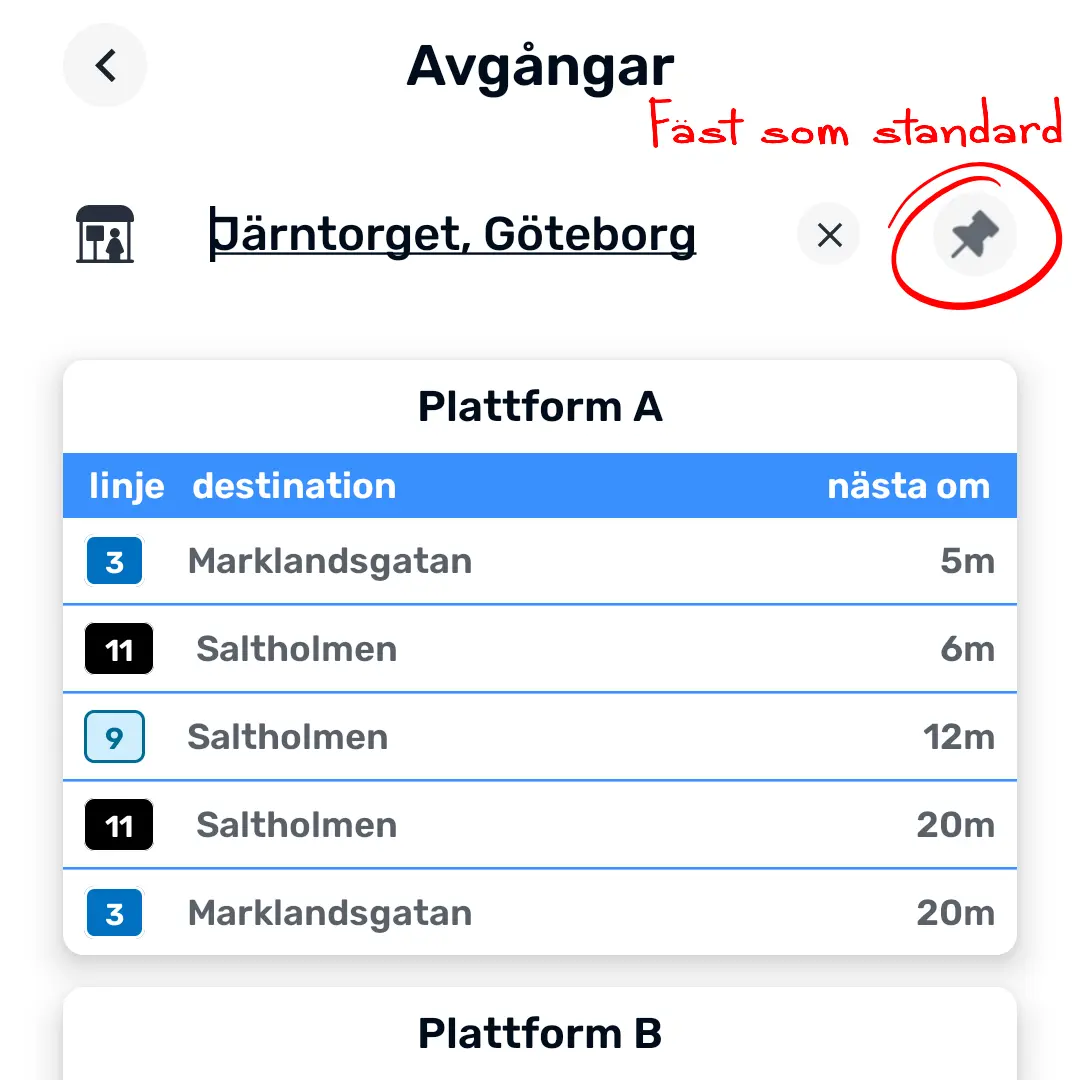 Avgångar
Fäst som standard
Järntorget, Göteborg
Plattform A
linje destination nästa om
3 Marklandsgatan 5m
11 Saltholmen 6m
9 Saltholmen 12m
11 Saltholmen 20m
3 Marklandsgatan 20m
Plattform B